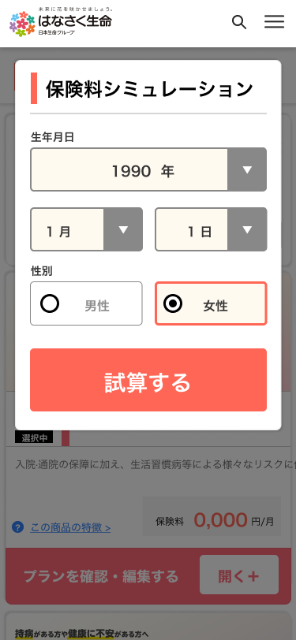 未来に花を咲かせましょう。
はなさく生命
日本生命グループ
保険料シミュレーション
生年月日
1990 年
1 月
1 日
性別
男性
女性
試算する
選択中
入院·通院の保障に加え、生活習慣病等による様々なリスクに
? この商品の特徴 >
保険料 0,000 円/月
プランを確認・編集する
開く+
持病がある方や健康に不安がある方へ